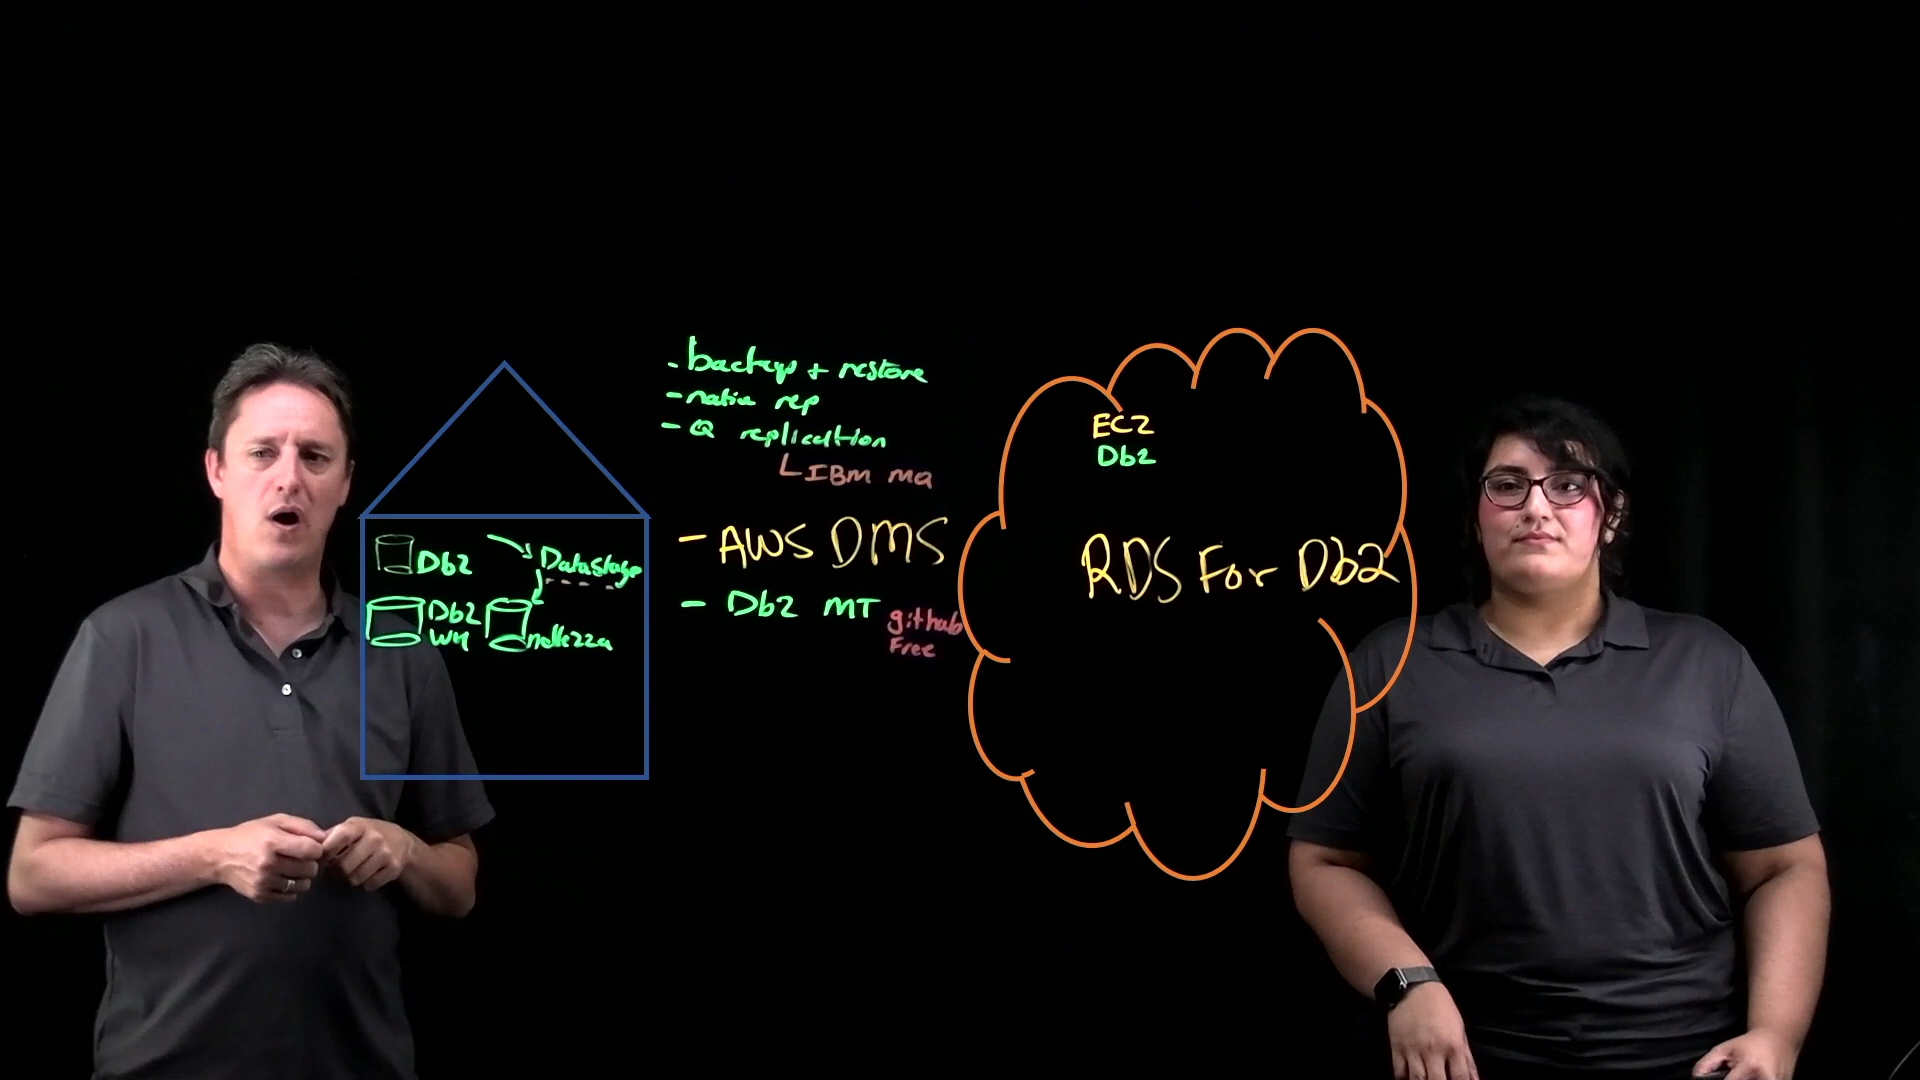 Db2
Datastage
Db2
WH
netezza
- backup + restore
- native rep
- Q replication
IBM MQ
- AWS DMS
- Db2 MT
github
Free
EC2
Db2
RDS For Db2